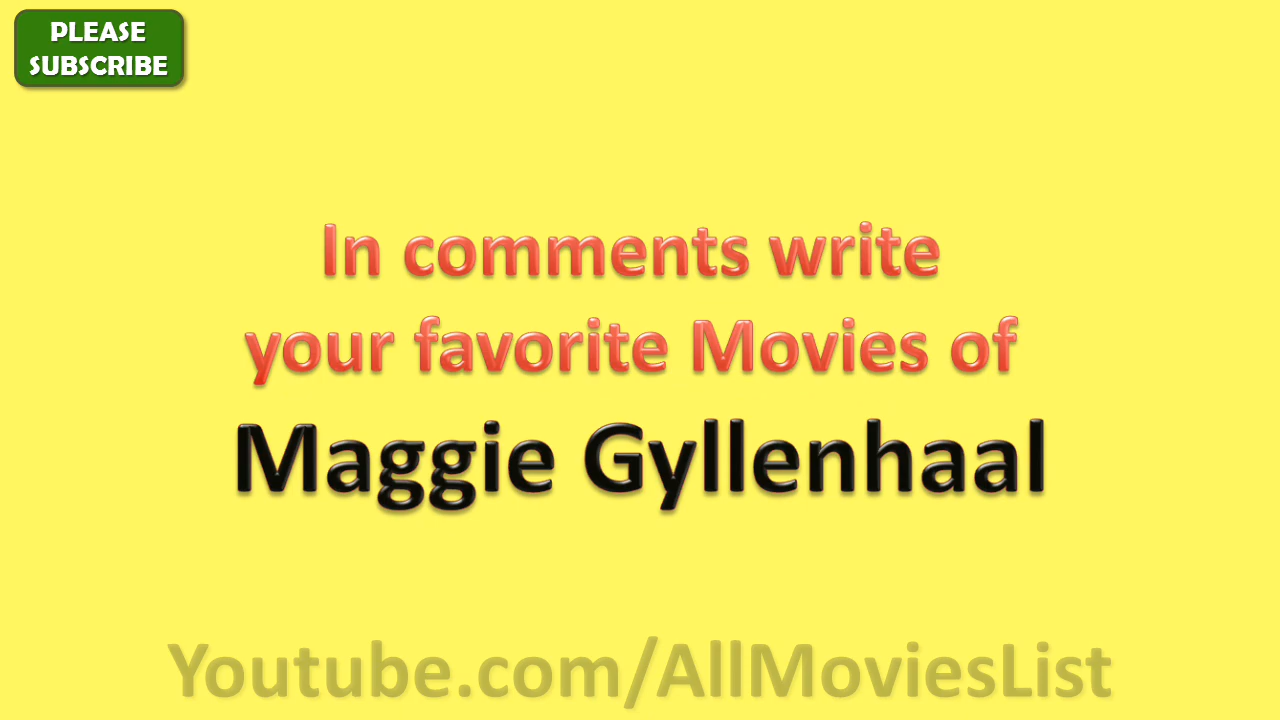 PLEASE
SUBSCRIBE
In comments write
your favorite Movies of
Maggie Gyllenhaal
Youtube.com/AllMoviesList